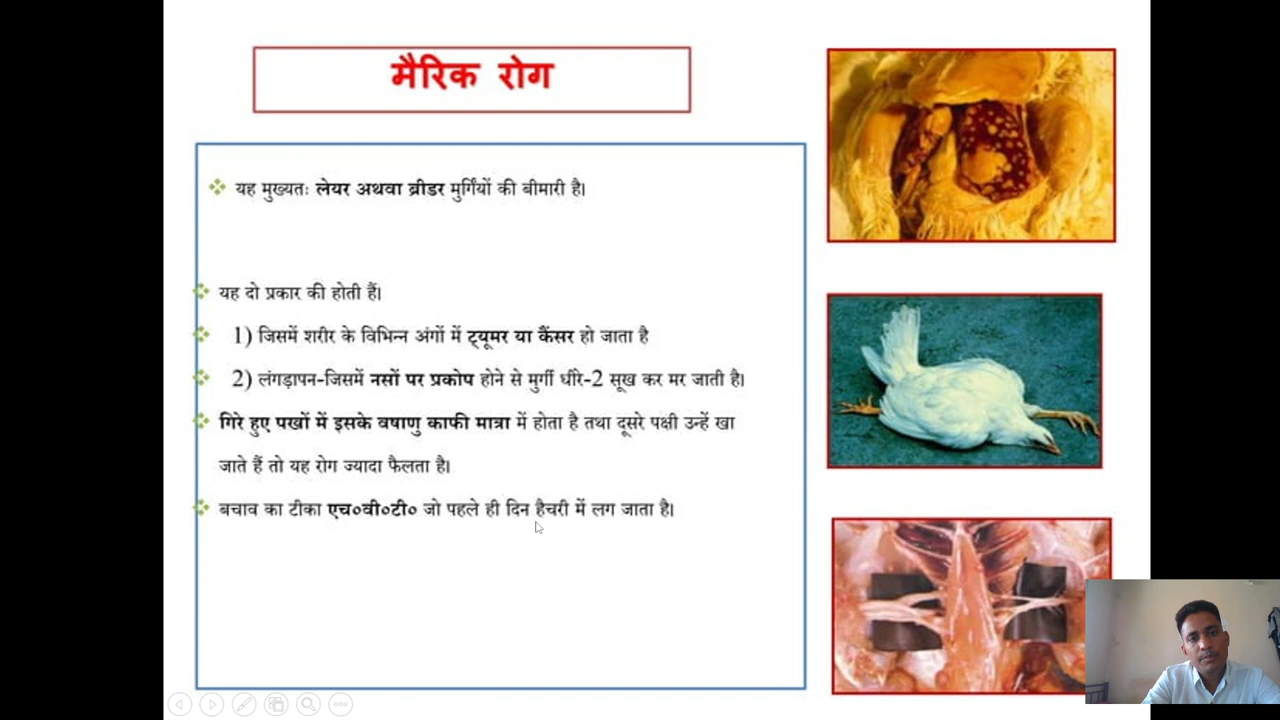 मैरिक रोग
यह मुख्यतः लेयर अथवा ब्रीडर मुर्गियों की बीमारी है।
यह दो प्रकार की होती हैं।
1) जिसमें शरीर के विभिन्न अंगों में ट्यूमर या कैंसर हो जाता है
2) लंगड़ापन-जिसमें नसों पर प्रकोप होने से मुर्गी धीरे-2 सूख कर मर जाती है।
गिरे हुए पखों में इसके वषाणु काफी मात्रा में होता है तथा दूसरे पक्षी उन्हें खा
जाते हैं तो यह रोग ज्यादा फैलता है।
बचाव का टीका एच०वी०टी० जो पहले ही दिन हैचरी में लग जाता है।